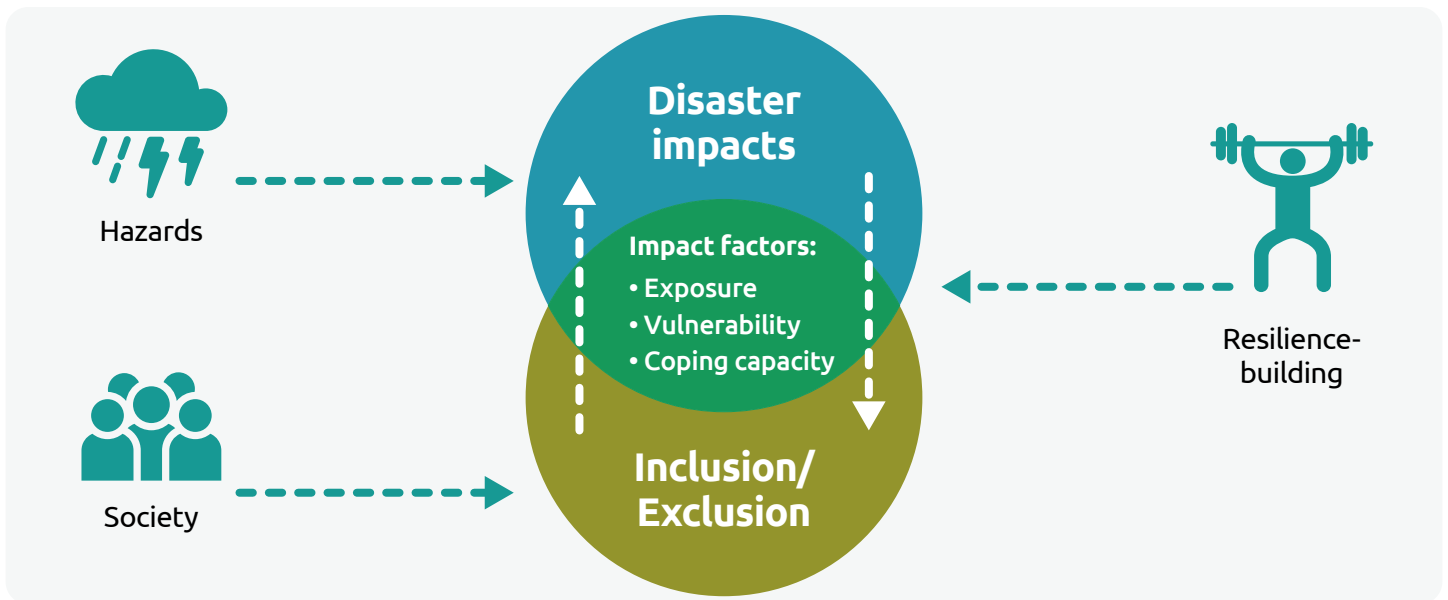 Hazards
Society
Disaster
impacts
Impact factors:
• Exposure
• Vulnerability
• Coping capacity
Inclusion/
Exclusion
Resilience-
building